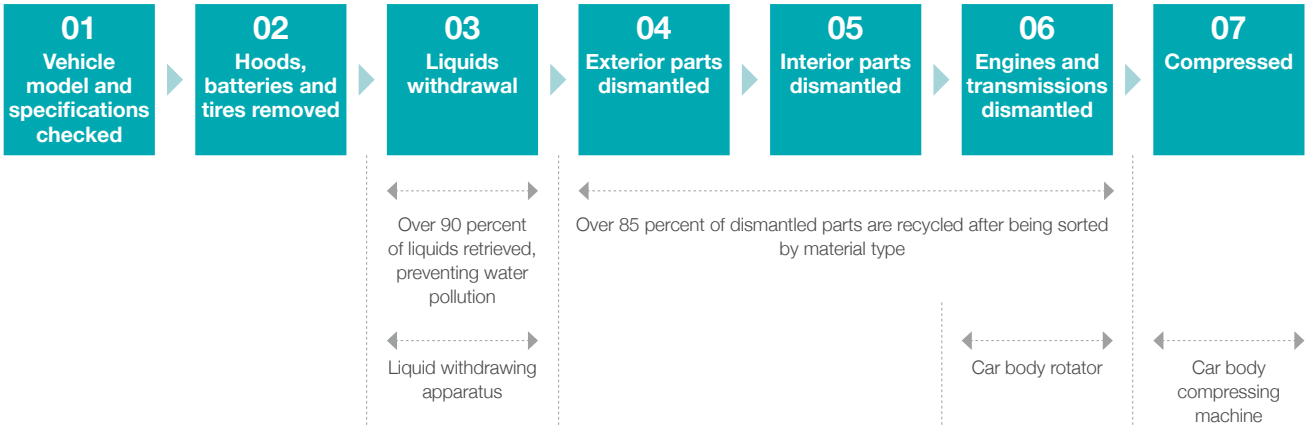 01
Vehicle
model and
specifications
checked
02
Hoods,
batteries and
tires removed
03
Liquids
withdrawal
04
Exterior parts
dismantled
05
Interior parts
dismantled
06
Engines and
transmissions
dismantled
07
Compressed
Over 90 percent
of liquids retrieved,
preventing water
pollution
Over 85 percent of dismantled parts are recycled after being sorted
by material type
Liquid withdrawing
apparatus
Car body rotator
Car body
compressing
machine